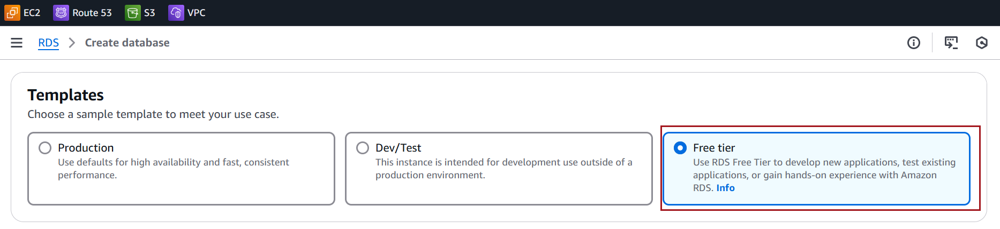 EC2 Route 53 S3 VPC
RDS Create database
Templates
Choose a sample template to meet your use case.
Production
Use defaults for high availability and fast, consistent
performance.
Dev/Test
This instance is intended for development use outside of a
production environment.
Free tier
Use RDS Free Tier to develop new applications, test existing
applications, or gain hands-on experience with Amazon
RDS. Info